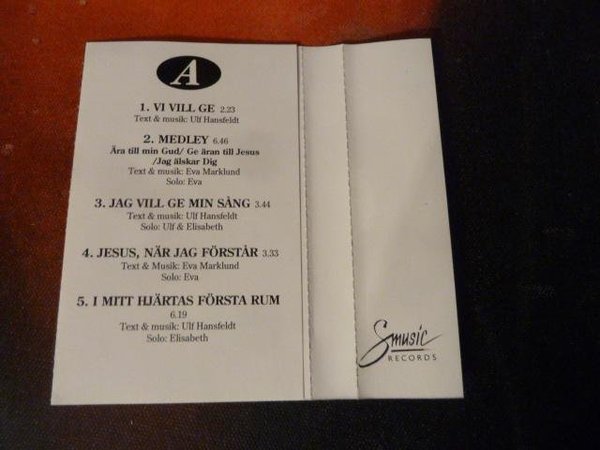 A
1. VI VILL GE 2.23
Text & musik: Ulf Hansfeldt
2. MEDLEY 6.46
Ära till min Gud/ Ge äran till Jesus
/Jag älskar Dig
Text & musik: Eva Marklund
Solo: Eva
3. JAG VILL GE MIN SÅNG 3.44
Text & musik: Ulf Hansfeldt
Solo: Ulf & Elisabeth
4. JESUS, NÄR JAG FÖRSTÅR 3.33
Text & Musik: Eva Marklund
Solo: Eva
5. I MITT HJÄRTAS FÖRSTA RUM
6.19
Text & musik: Ulf Hansfeldt
Solo: Elisabeth
Smusic
RECORDS